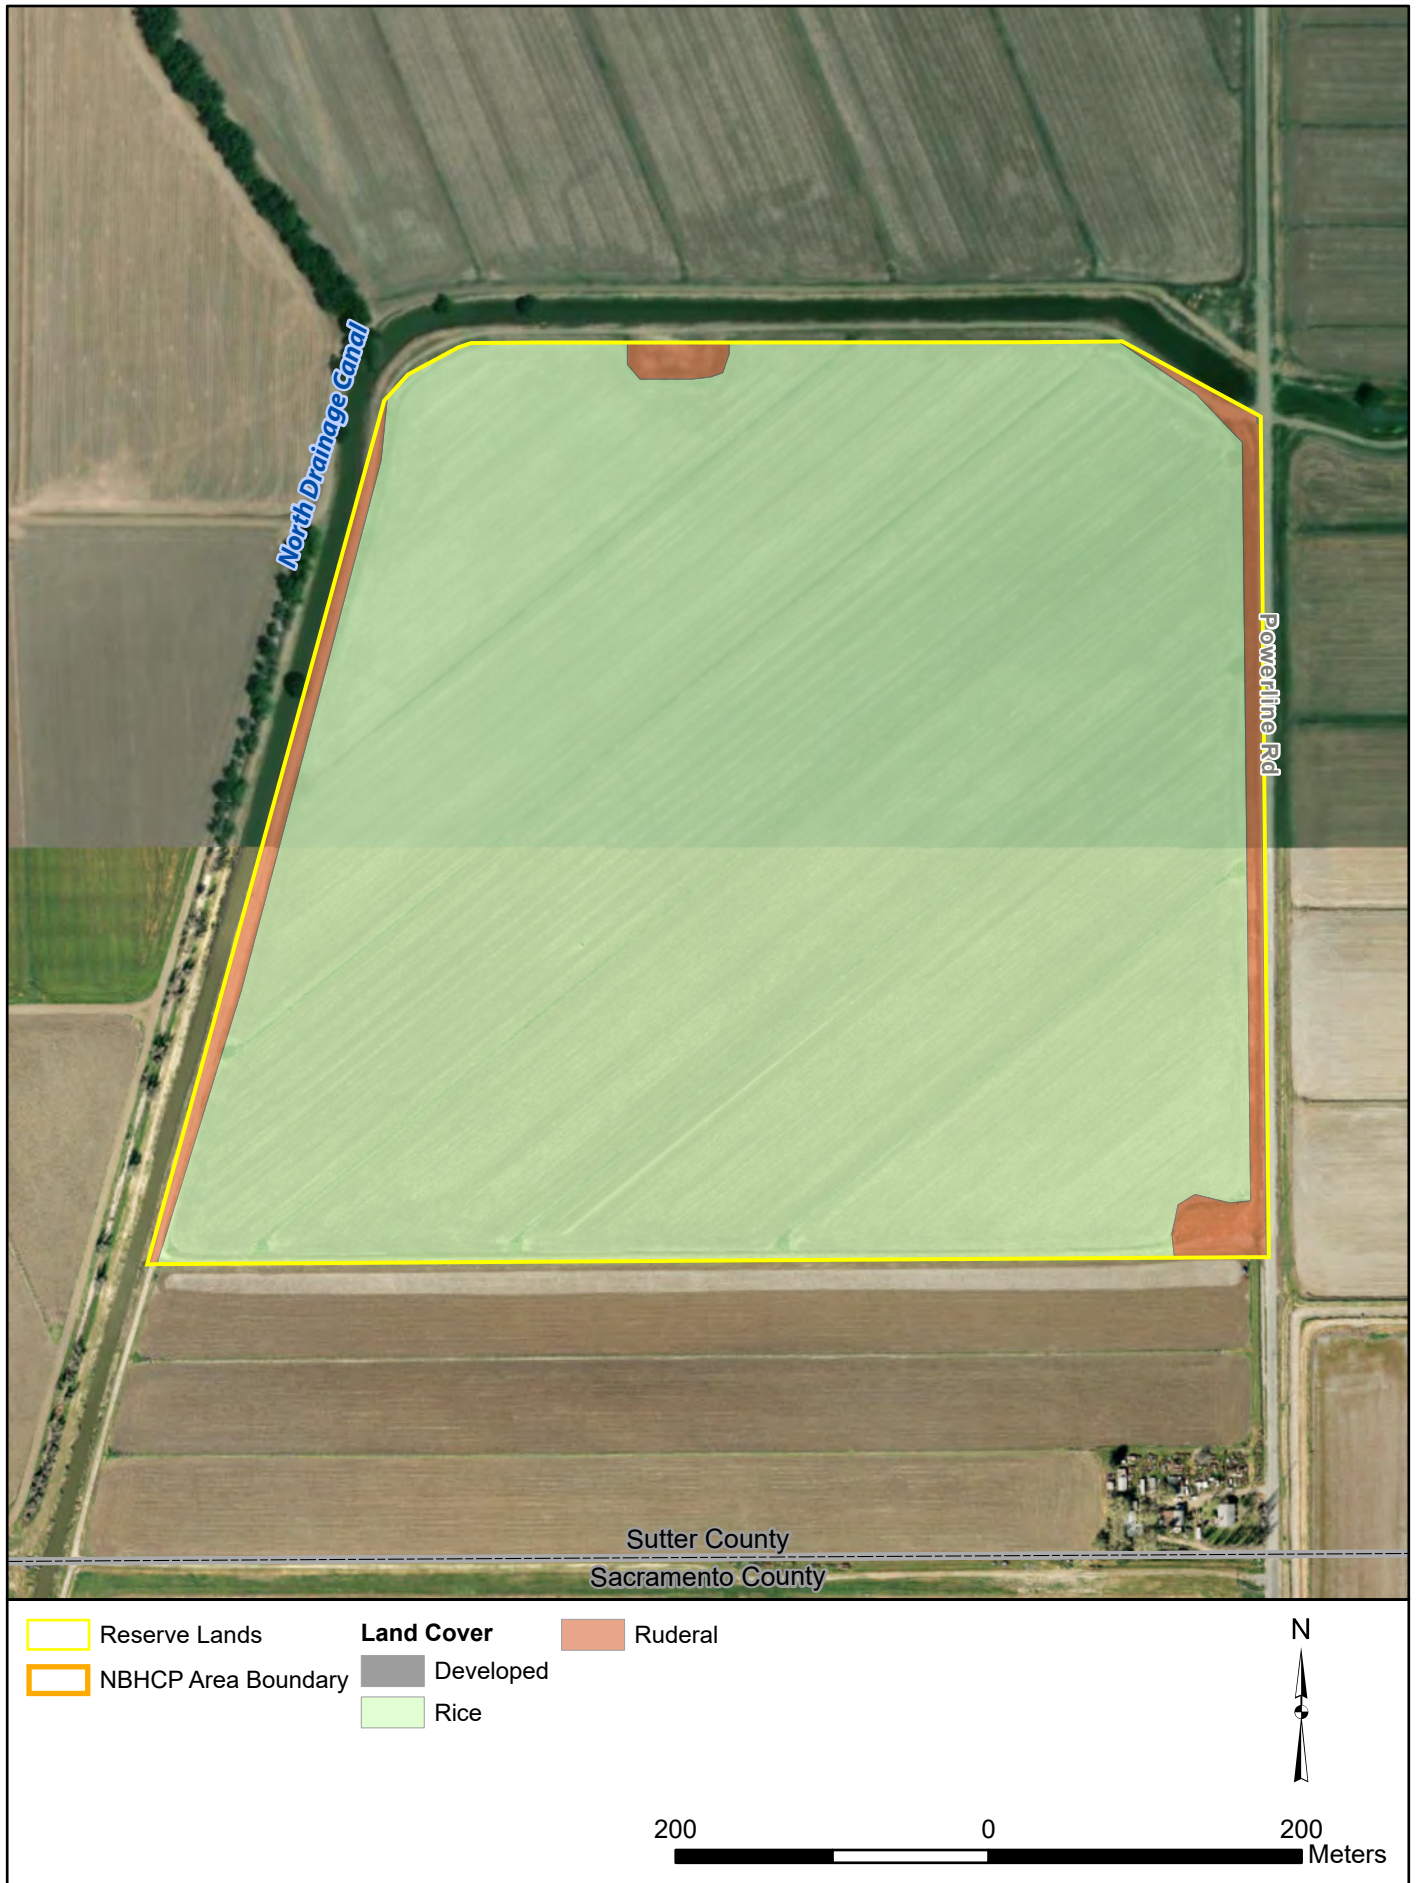 North Drainage Canal
Powerline Rd
Sutter County
Sacramento County
Reserve Lands
NBHCP Area Boundary
Land Cover
Developed
Rice
Ruderal
N
200 0 200
Meters